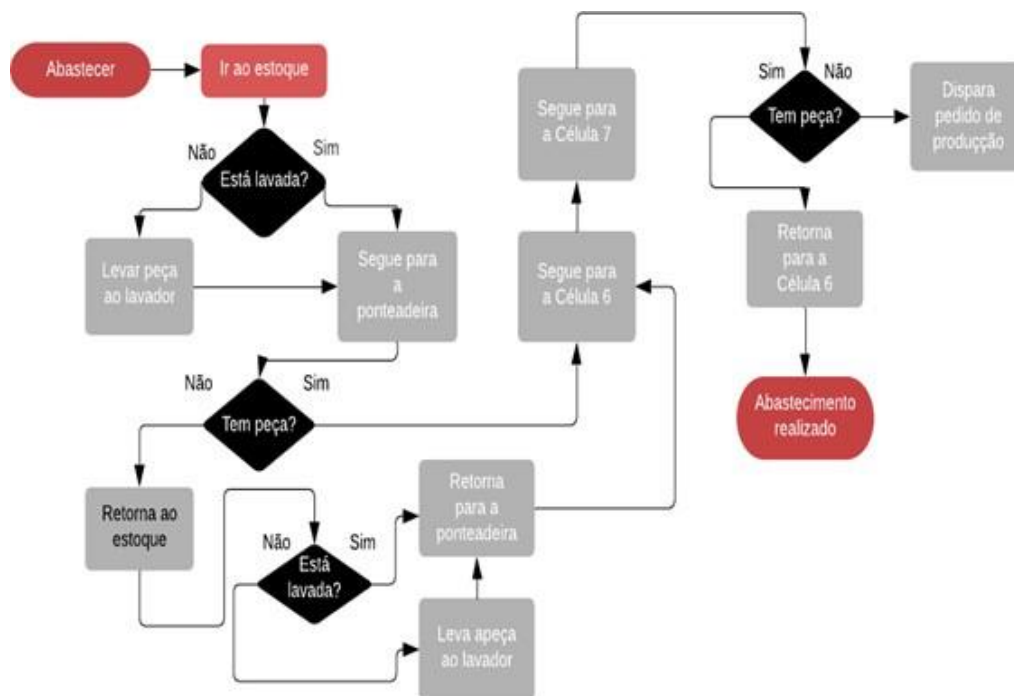 Abastecer
Ir ao estoque
Não
Sim
Está lavada?
Levar peça
ao lavador
Segue para
a
ponteadeira
Não
Sim
Tem peça?
Retorna ao
estoque
Não
Sim
Está
lavada?
Leva apeça
ao lavador
Retorna
para a
ponteadeira
Segue para
a Célula 6
Segue para
a Célula 7
Sim
Não
Tem peça?
Dispara
pedido de
producção
Retorna
para a
Célula 6
Abastecimento
realizado